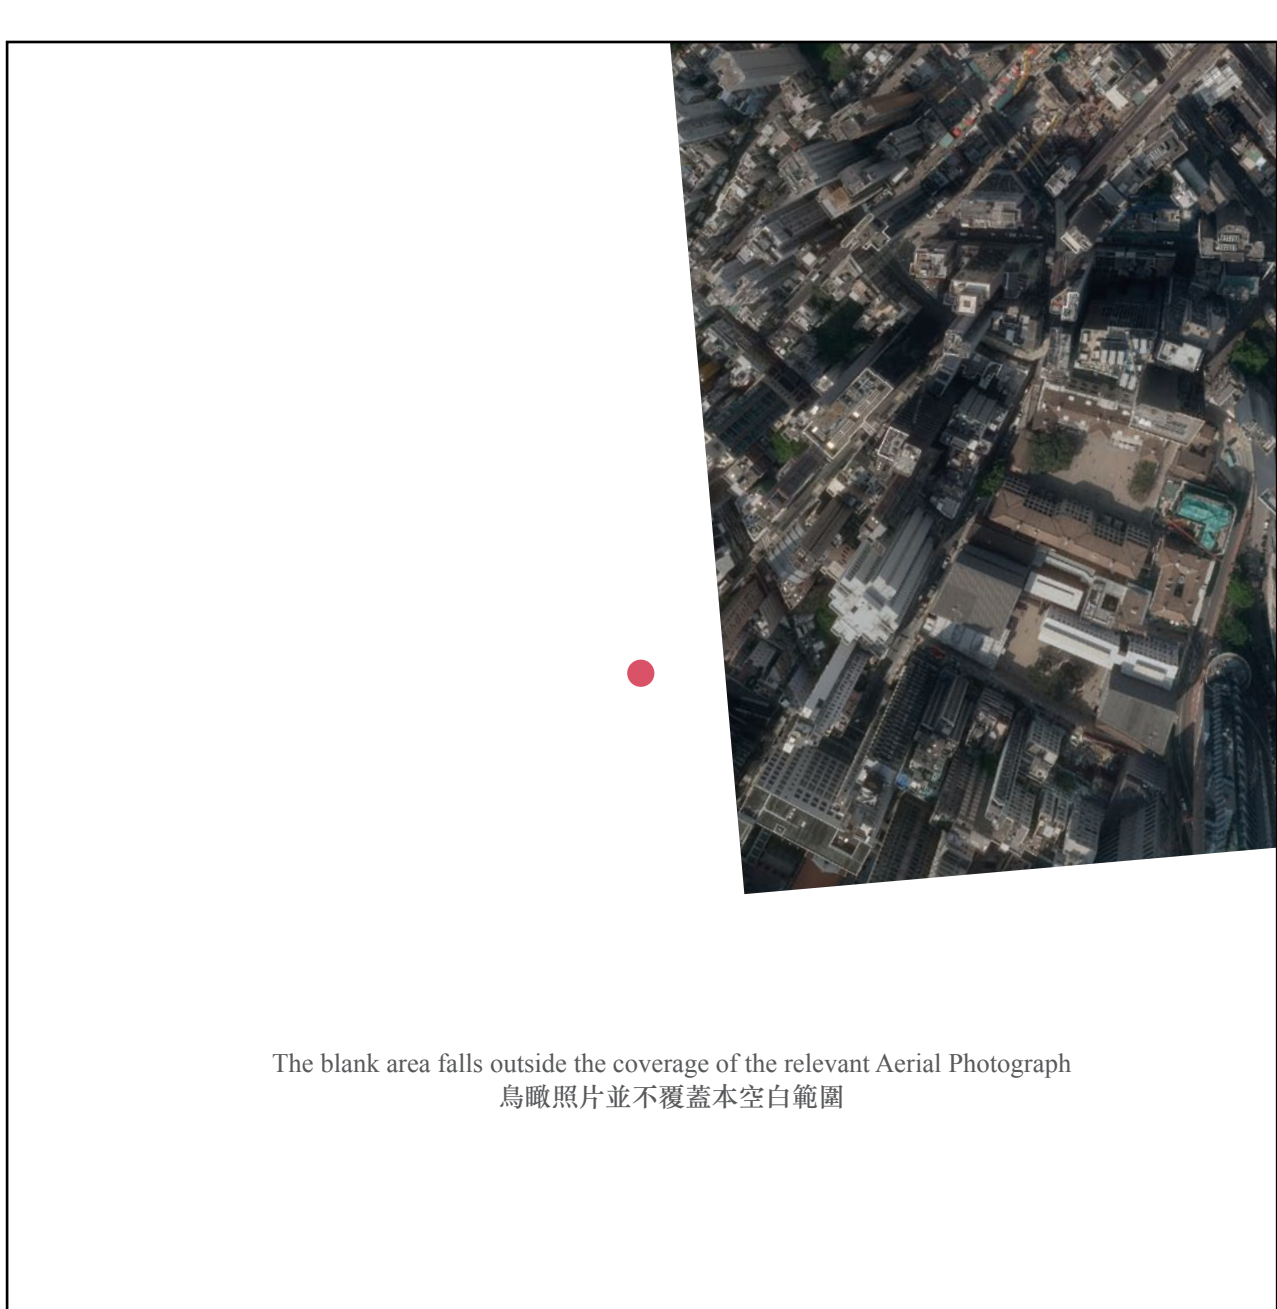 The blank area falls outside the coverage of the relevant Aerial Photograph
鳥瞰照片並不覆蓋本空白範圍